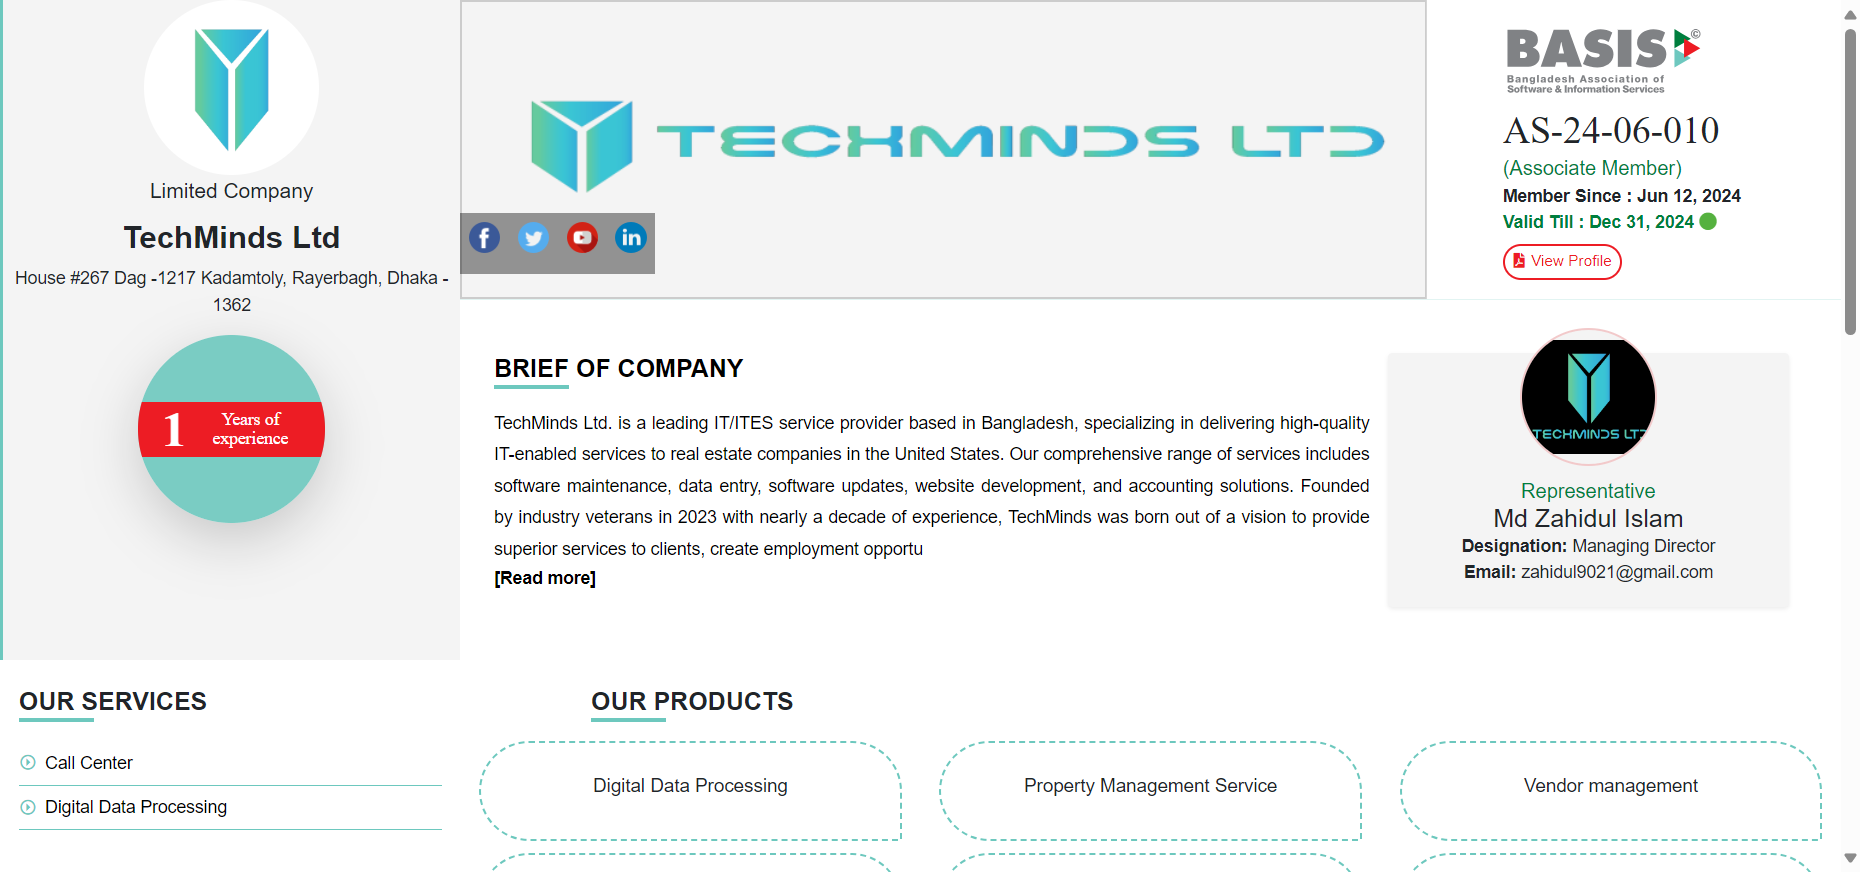 Limited Company
TechMinds Ltd
House #267 Dag -1217 Kadamtoly, Rayerbagh, Dhaka -
1362
1 Years of
experience
TECHMINDS LTD
BASIS ©
Bangladesh Association of
Software & Information Services
AS-24-06-010
(Associate Member)
Member Since : Jun 12, 2024
Valid Till : Dec 31, 2024
View Profile
BRIEF OF COMPANY
TechMinds Ltd. is a leading IT/ITES service provider based in Bangladesh, specializing in delivering high-quality
IT-enabled services to real estate companies in the United States. Our comprehensive range of services includes
software maintenance, data entry, software updates, website development, and accounting solutions. Founded
by industry veterans in 2023 with nearly a decade of experience, TechMinds was born out of a vision to provide
superior services to clients, create employment opportu
[Read more]
TECHMINDS LTD
Representative
Md Zahidul Islam
Designation: Managing Director
Email: zahidul9021@gmail.com
OUR SERVICES
Call Center
Digital Data Processing
OUR PRODUCTS
Digital Data Processing
Property Management Service
Vendor management